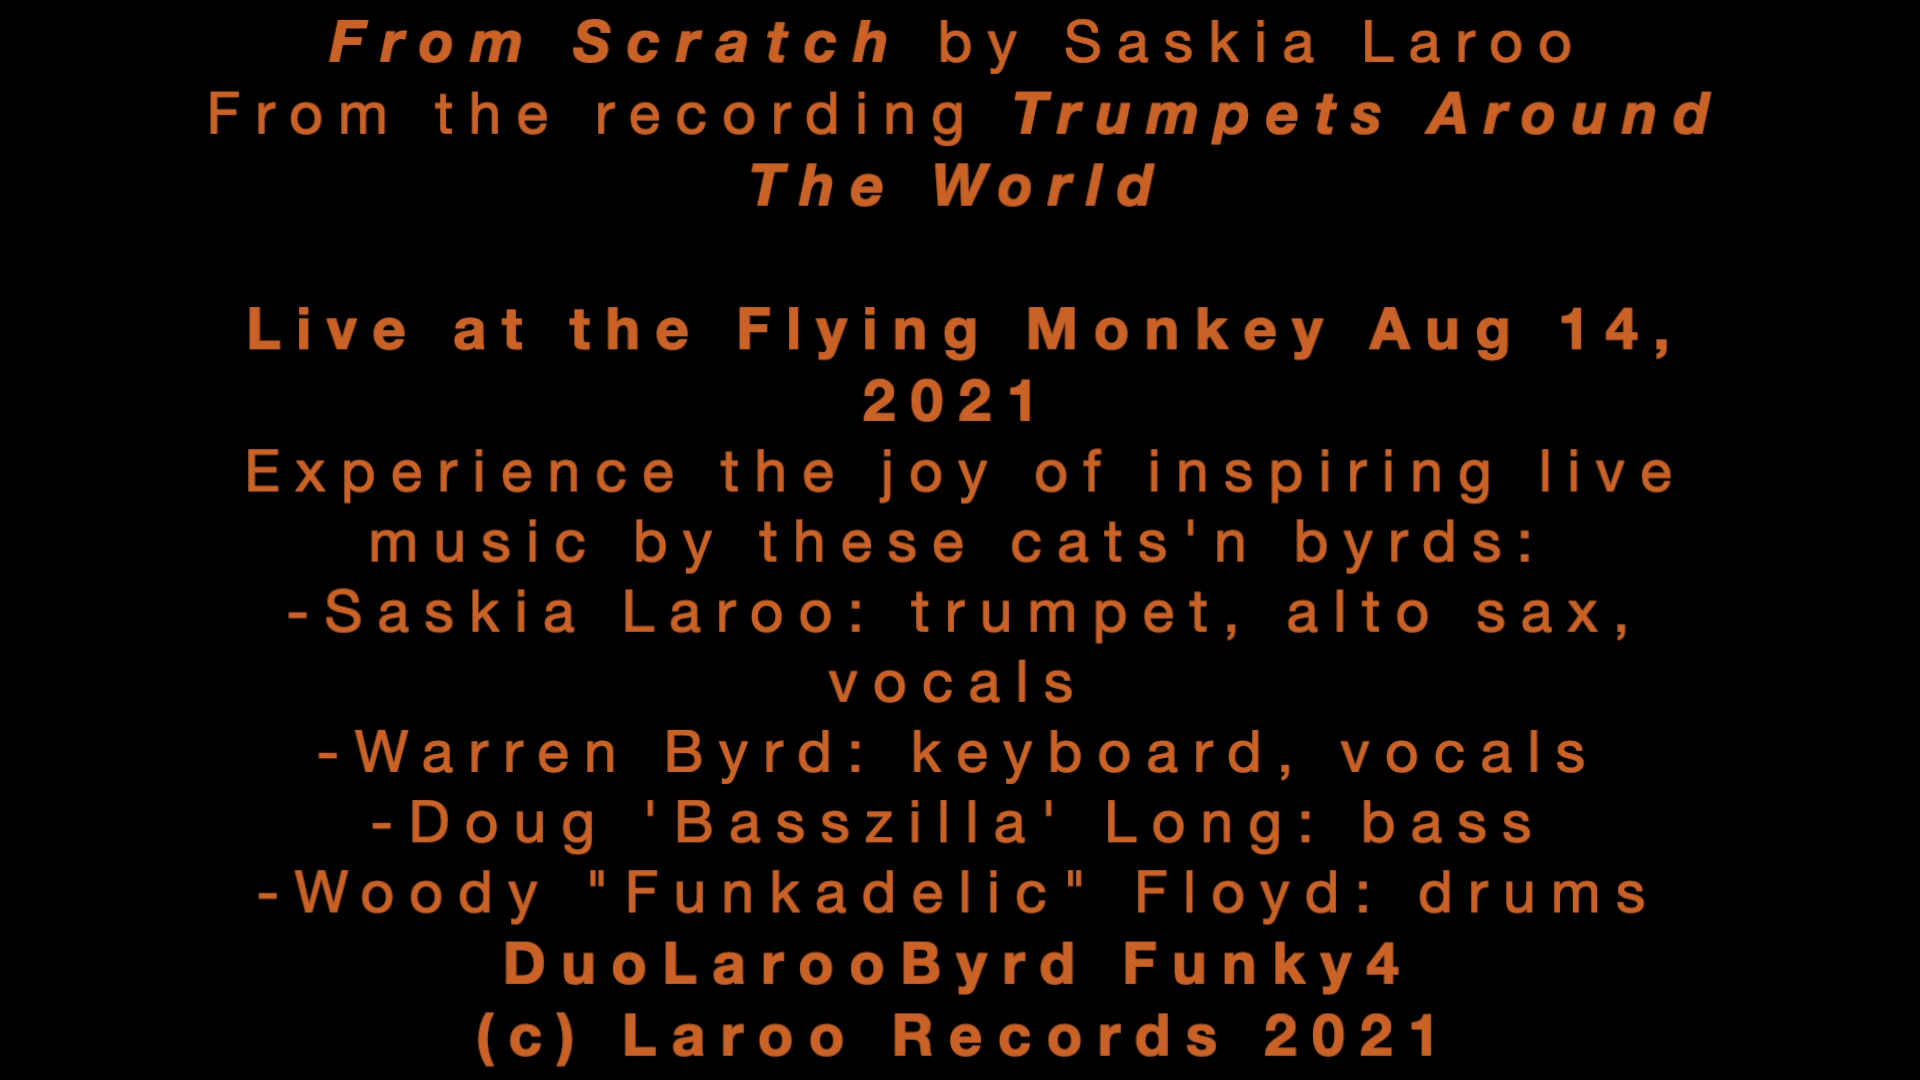 From Scratch by Saskia Laroo
From the recording Trumpets Around
The World
Live at the Flying Monkey Aug 14,
2021
Experience the joy of inspiring live
music by these cats'n byrds:
-Saskia Laroo: trumpet, alto sax,
vocals
-Warren Byrd: keyboard, vocals
-Doug 'Basszilla' Long: bass
-Woody "Funkadelic" Floyd: drums
DuoLarooByrd Funky4
(c) Laroo Records 2021